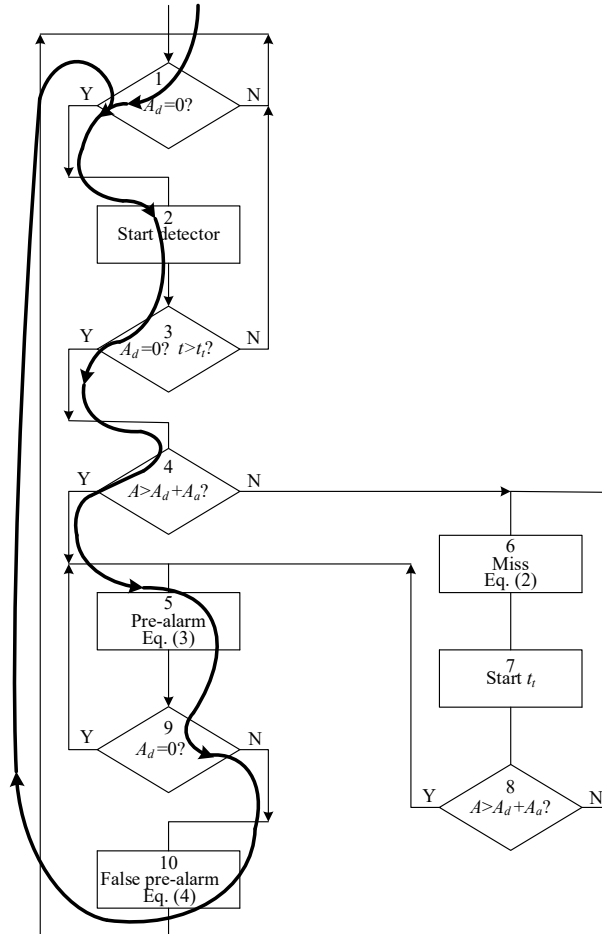 1
Y
N
A_d=0?
2
Start detector
3
Y
N
A_d=0? t>t_t?
4
Y
N
A>A_d+A_a?
5
Pre-alarm
Eq. (3)
6
Miss
Eq. (2)
7
Start t_t
9
Y
N
A_d=0?
8
Y
N
A>A_d+A_a?
10
False pre-alarm
Eq. (4)